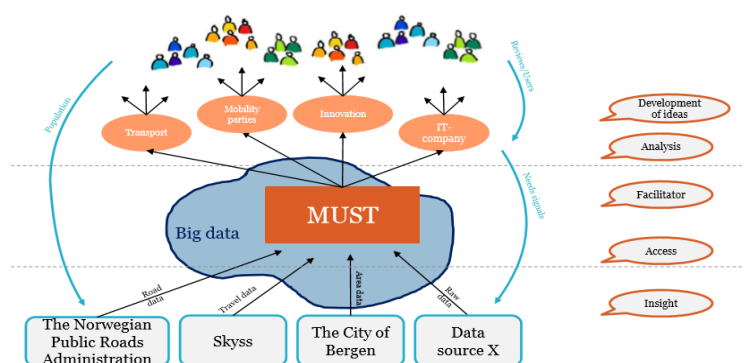 Reviews/Users
Population
Transport
Mobility
parties
Innovation
IT-
company
Development
of ideas
Analysis
Needs signals
Facilitator
MUST
Big data
Access
Road
data
Travel data
Area data
Raw
data
Insight
The Norwegian
Public Roads
Administration
Skyss
The City of
Bergen
Data
source X